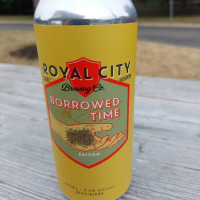 ROYAL CITY
Brewing Co.
BORROWED
TIME
SAISON